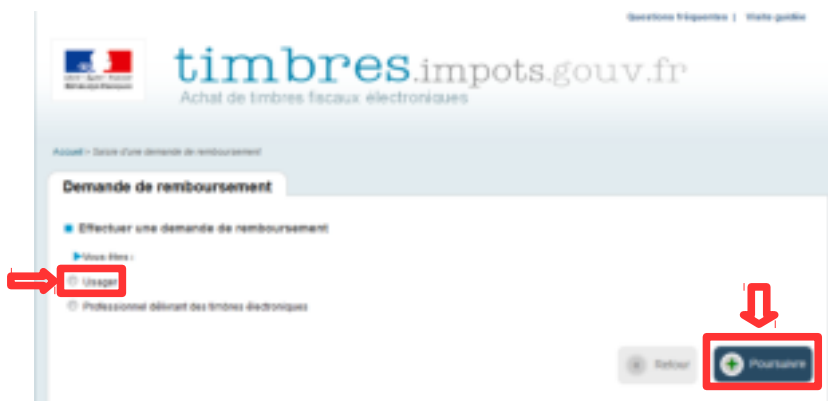 Questions fréquentes | Visite guidée
timbres.impots.gouv.fr
Achat de timbres fiscaux électroniques
Accueil > Saisie d'une demande de remboursement
Demande de remboursement
Effectuer une demande de remboursement
Vous êtes :
Usager
Professionnel délivrant des timbres électroniques
Retour
Poursuivre